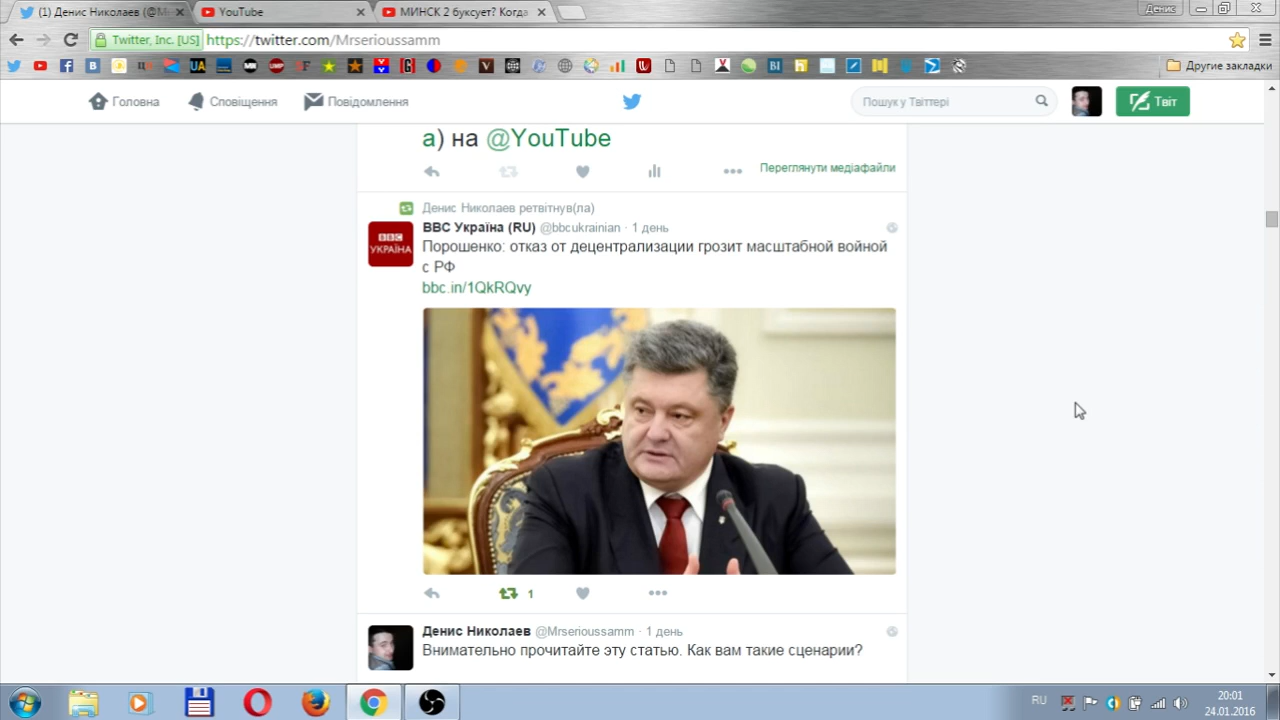 (1) Денис Николаев (@M
YouTube
МИНСК 2 буксует? Когда
Денис
Twitter, Inc. [US]
https://twitter.com/Mrserioussamm
Другие закладки
Головна
Сповіщення
Повідомлення
Пошук у Твіттері
Твіт
а) на @YouTube
Переглянути медіафайли
Денис Николаев ретвітнув(ла)
BBC УКРАЇНА
BBC Україна (RU) @bbcukrainian · 1 день
Порошенко: отказ от децентрализации грозит масштабной войной
с РФ
bbc.in/1QkRQvy
1
Денис Николаев @Mrserioussamm · 1 день
Внимательно прочитайте эту статью. Как вам такие сценарии?
RU
20:01
24.01.2016